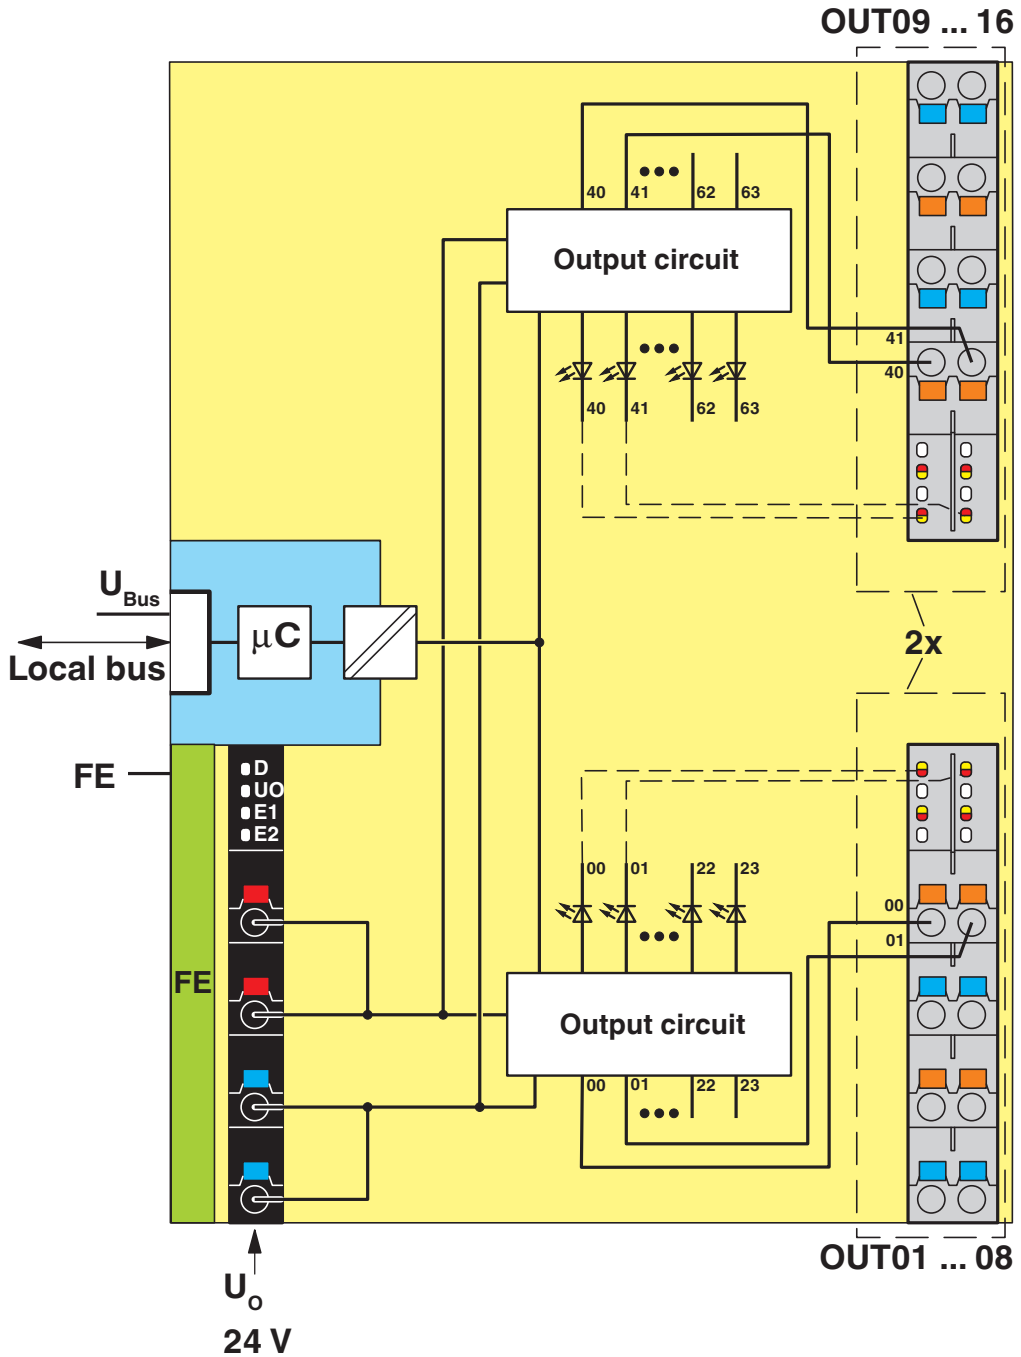 OUT09 ... 16
40 41 ●●● 62 63
Output circuit
41
40
●●●
40 41 62 63
U Bus
µC
Local bus
2x
FE
D
UO
E1
E2
00 01 22 23
●●●
00
01
FE
Output circuit
00 01 22 23
●●●
OUT01 ... 08
U O
24 V